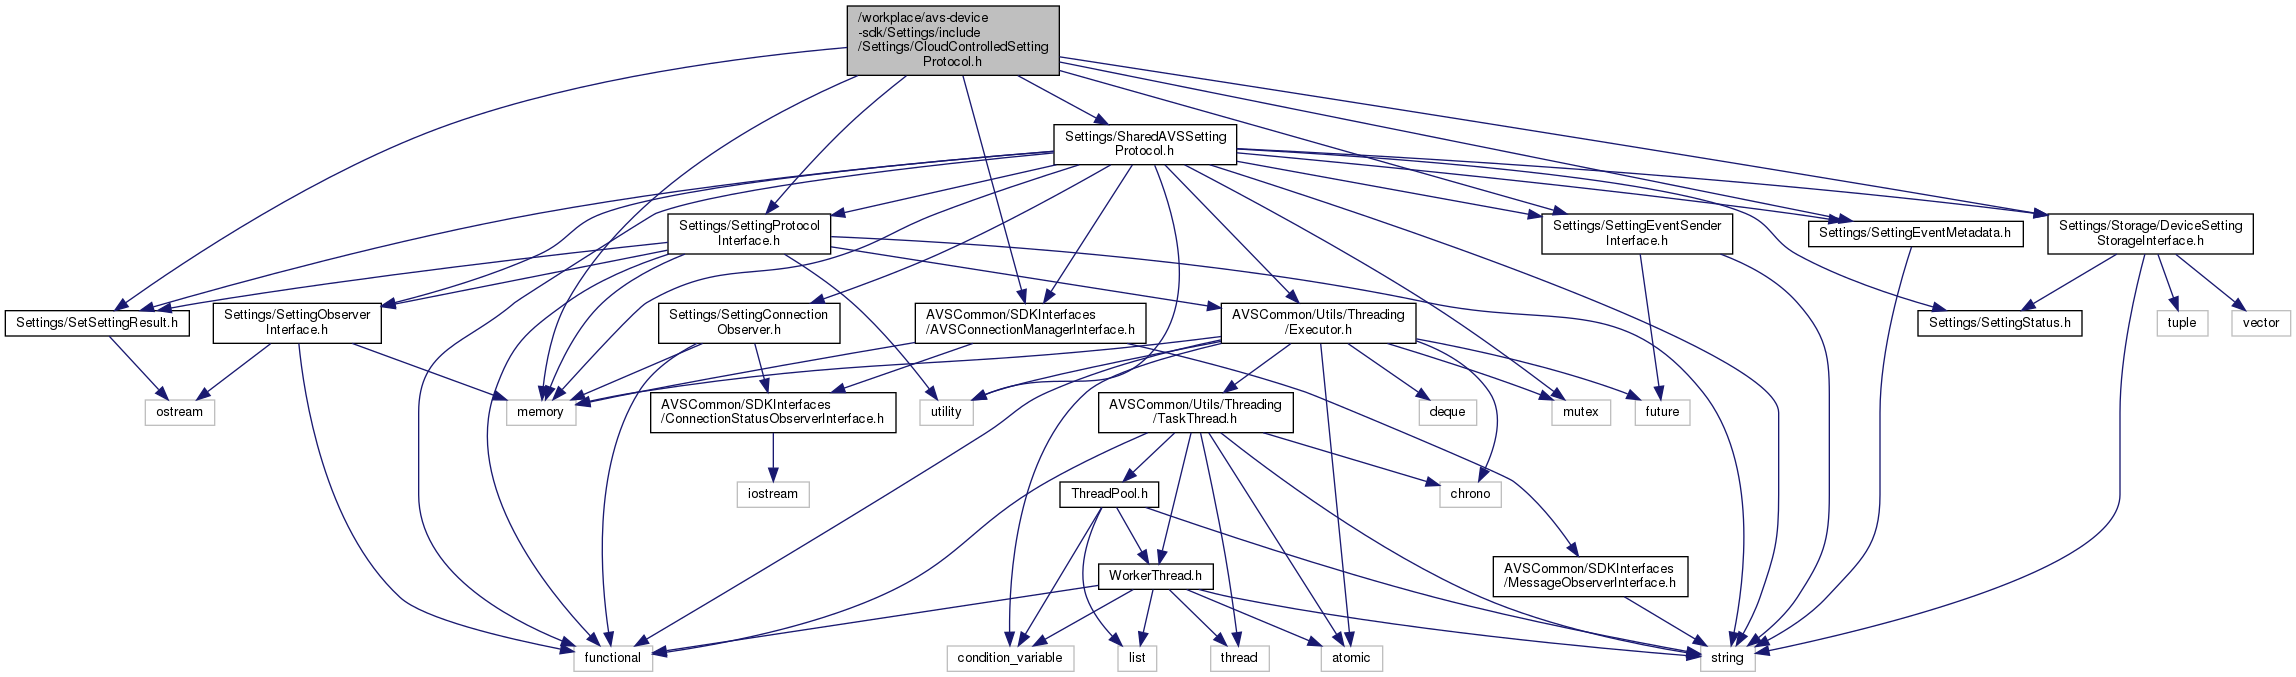 /workplace/avs-device
-sdk/Settings/include
/Settings/CloudControlledSetting
Protocol.h
Settings/SharedAVSSetting
Protocol.h
Settings/SettingProtocol
Interface.h
Settings/SettingEventSender
Interface.h
Settings/SettingEventMetadata.h
Settings/Storage/DeviceSetting
StorageInterface.h
Settings/SetSettingResult.h
Settings/SettingObserver
Interface.h
Settings/SettingConnection
Observer.h
AVSCommon/SDKInterfaces
/AVSConnectionManagerInterface.h
AVSCommon/Utils/Threading
/Executor.h
Settings/SettingStatus.h
tuple
vector
ostream
memory
AVSCommon/SDKInterfaces
/ConnectionStatusObserverInterface.h
utility
AVSCommon/Utils/Threading
/TaskThread.h
deque
mutex
future
iostream
ThreadPool.h
chrono
WorkerThread.h
AVSCommon/SDKInterfaces
/MessageObserverInterface.h
functional
condition_variable
list
thread
atomic
string